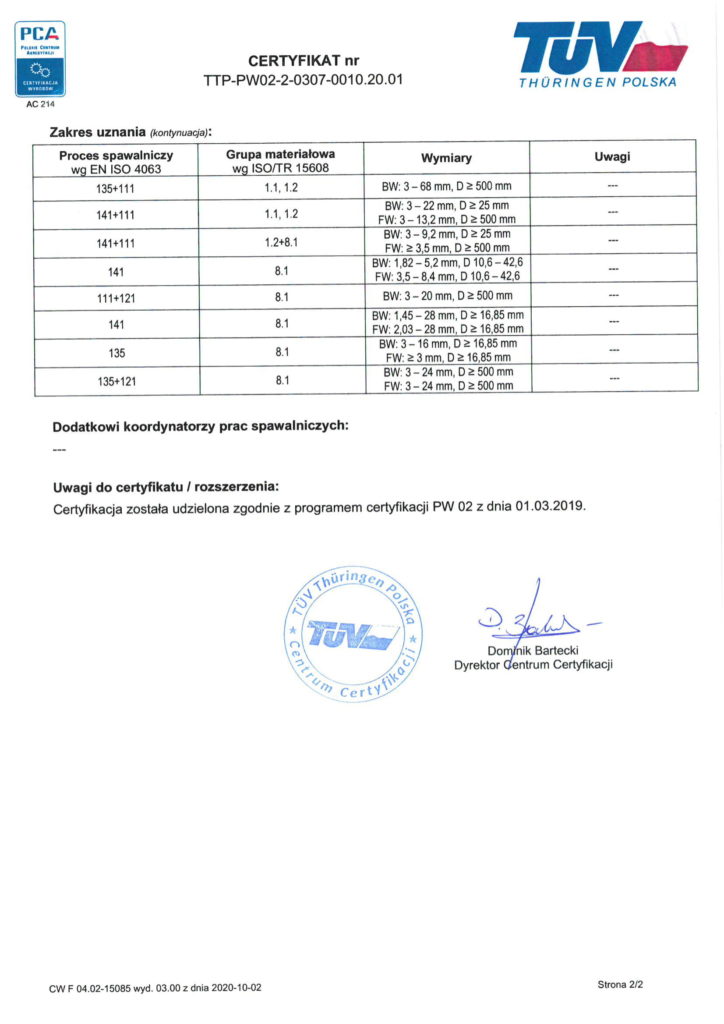 PCA
POLSKIE CENTRUM
AKREDYTACJI
CERTYFIKACJA
WYROBÓW
AC 214
CERTYFIKAT nr
TTP-PW02-2-0307-0010.20.01
TÜV
THÜRINGEN POLSKA
Zakres uznania (kontynuacja):
Proces spawalniczy wg EN ISO 4063 Grupa materiałowa wg ISO/TR 15608 Wymiary Uwagi
135+111 1.1, 1.2 BW: 3 – 68 mm, D ≥ 500 mm ---
141+111 1.1, 1.2 BW: 3 – 22 mm, D ≥ 25 mm ---
FW: 3 – 13,2 mm, D ≥ 500 mm
141+111 1.2+8.1 BW: 3 – 9,2 mm, D ≥ 25 mm ---
FW: ≥ 3,5 mm, D ≥ 500 mm
141 8.1 BW: 1,82 – 5,2 mm, D 10,6 – 42,6 ---
FW: 3,5 – 8,4 mm, D 10,6 – 42,6
111+121 8.1 BW: 3 – 20 mm, D ≥ 500 mm ---
141 8.1 BW: 1,45 – 28 mm, D ≥ 16,85 mm ---
FW: 2,03 – 28 mm, D ≥ 16,85 mm
135 8.1 BW: 3 – 16 mm, D ≥ 16,85 mm ---
FW: ≥ 3 mm, D ≥ 16,85 mm
135+121 8.1 BW: 3 – 24 mm, D ≥ 500 mm ---
FW: 3 – 24 mm, D ≥ 500 mm
Dodatkowi koordynatorzy prac spawalniczych:
---
Uwagi do certyfikatu / rozszerzenia:
Certyfikacja została udzielona zgodnie z programem certyfikacji PW 02 z dnia 01.03.2019.
TÜV Thüringen Polska
TÜV
Centrum Certyfikacji
Dominik Bartecki
Dyrektor Centrum Certyfikacji
CW F 04.02-15085 wyd. 03.00 z dnia 2020-10-02
Strona 2/2